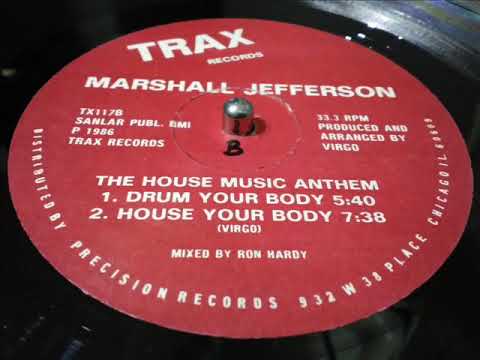 TRAX
RECORDS
MARSHALL JEFFERSON
TX117B
SANLAR PUBL. BMI
P 1986
TRAX RECORDS
33.3 RPM
PRODUCED AND
ARRANGED BY
VIRGO
B
THE HOUSE MUSIC ANTHEM
1. DRUM YOUR BODY 5:40
2. HOUSE YOUR BODY 7:38
(VIRGO)
MIXED BY RON HARDY
DISTRIBUTED BY PRECISION RECORDS 932 W 38 PLACE CHICAGO IL 60609